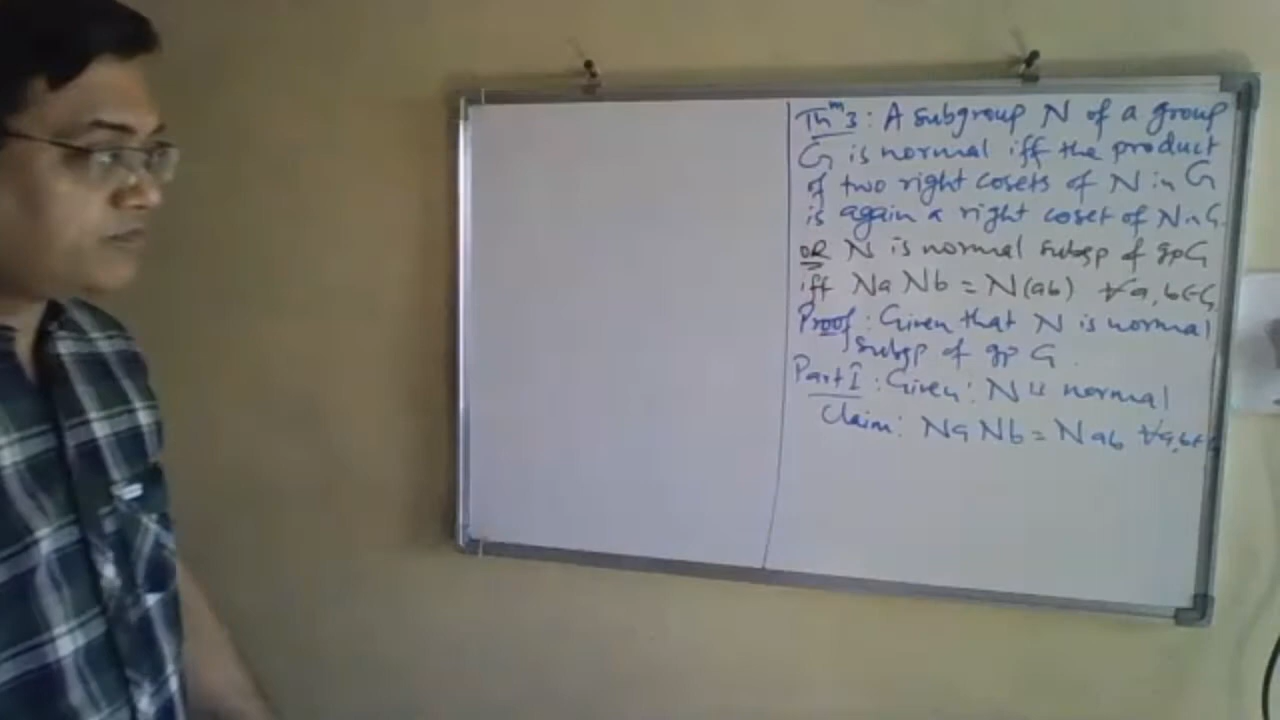 Thm 3: A subgroup N of a group
G is normal iff the product
of two right cosets of N in G
is again a right coset of N in G.
OR N is normal subgp of gp G
iff Na Nb = N(ab) ∀ a, b ∈ G
Proof: Given that N is normal
subgp of gp G.
Part I: Given: N is normal
Claim: Na Nb = Nab ∀ a, b ∈ G